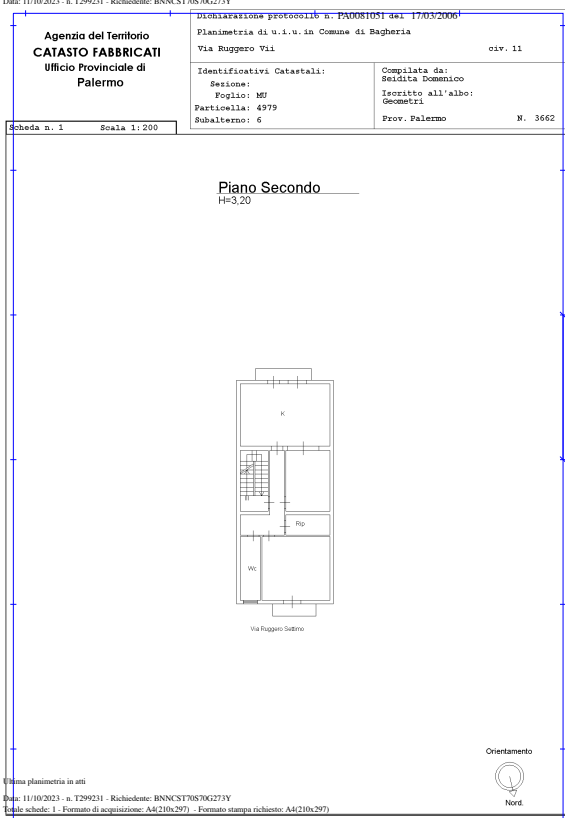 Data: 11/10/2023 - n. T299231 - Richiedente: BNNCST70S70G273Y
Agenzia del Territorio
CATASTO FABBRICATI
Ufficio Provinciale di
Palermo
Scheda n. 1 Scala 1:200
Dichiarazione protocollo n. PA0081051 del 17/03/2006
Planimetria di u.i.u.in Comune di Bagheria
Via Ruggero Vii civ. 11
Identificativi Catastali:
Sezione:
Foglio: MU
Particella: 4979
Subalterno: 6
Compilata da:
Seidita Domenico
Iscritto all'albo:
Geometri
Prov. Palermo N. 3662
Piano Secondo
H=3,20
K
Rip
Wc
Via Ruggero Settimo
Orientamento
Nord.
Ultima planimetria in atti
Data: 11/10/2023 - n. T299231 - Richiedente: BNNCST70S70G273Y
Totale schede: 1 - Formato di acquisizione: A4(210x297) - Formato stampa richiesto: A4(210x297)